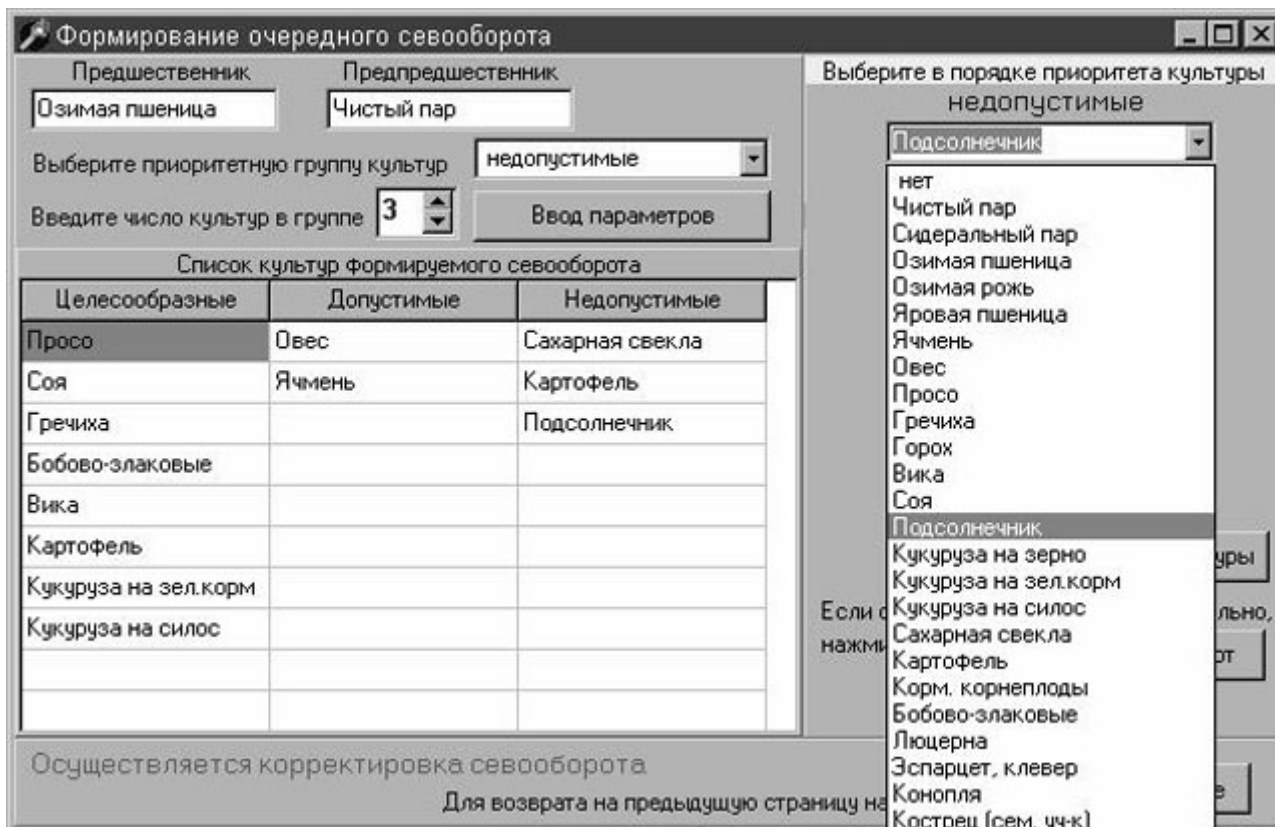 Формирование очередного севооборота
Предшественник Предпредшествнник
Озимая пшеница Чистый пар
Выберите приоритетную группу культур недопустимые
Введите число культур в группе 3 Ввод параметров
Список культур формируемого севооборота
Целесообразные Допустимые Недопустимые
Просо Овес Сахарная свекла
Соя Ячмень Картофель
Гречиха Подсолнечник
Бобово-злаковые
Вика
Картофель
Кукуруза на зел.корм
Кукуруза на силос
Осуществляется корректировка севооборота
Для возврата на предыдущую страницу
Выберите в порядке приоритета культуры
недопустимые
Подсолнечник
нет
Чистый пар
Сидеральный пар
Озимая пшеница
Озимая рожь
Яровая пшеница
Ячмень
Овес
Просо
Гречиха
Горох
Вика
Соя
Подсолнечник
Кукуруза на зерно
Кукуруза на зел.корм
Если Кукуруза на силос
Сахарная свекла
Картофель
Корм. корнеплоды
Бобово-злаковые
Люцерна
Эспарцет, клевер
Конопля
Кострец (сем. уч-к)